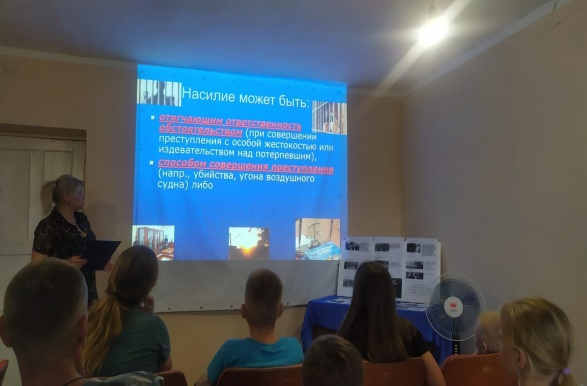 Насилие может быть:
отягчающим ответственность
обстоятельством (при совершении
преступления с особой жестокостью или
издевательством над потерпевшим),
способом совершения преступления
(напр., убийства, угона воздушного
судна) либо